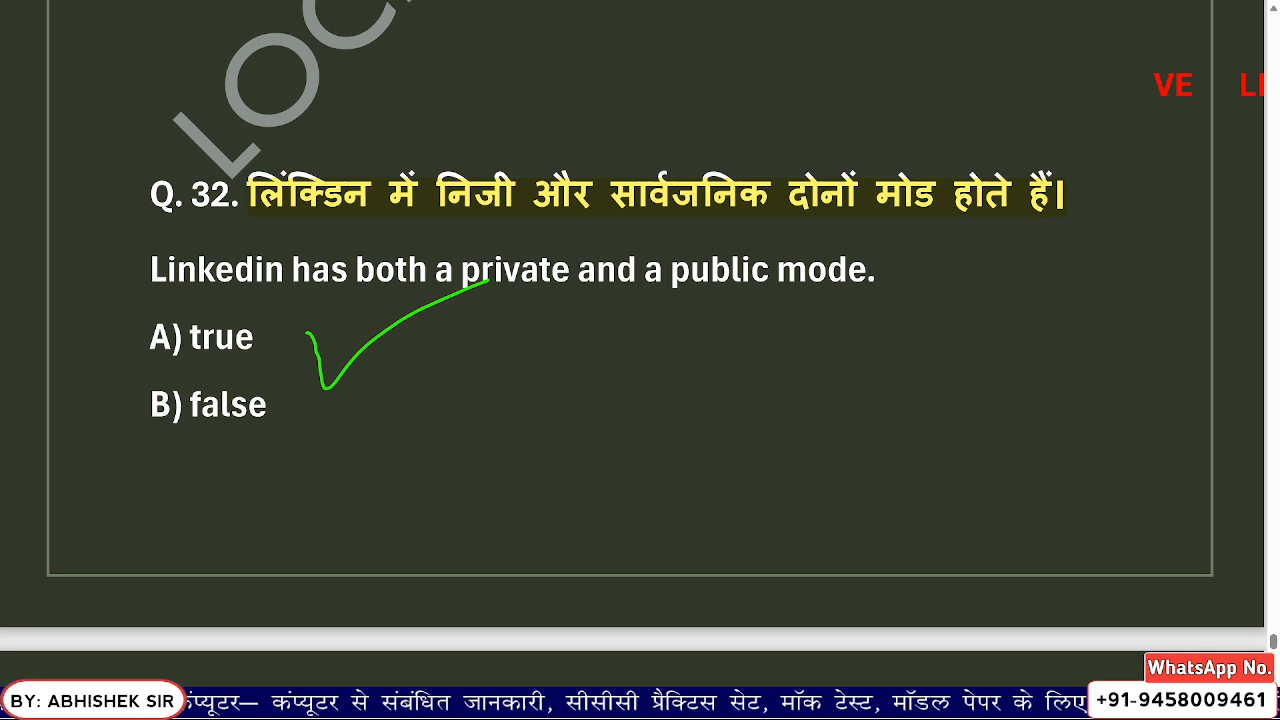 LOC
VE LI
Q. 32. लिंक्डिन में निजी और सार्वजनिक दोनों मोड होते हैं।
Linkedin has both a private and a public mode.
A) true
B) false
WhatsApp No.
BY: ABHISHEK SIR
कंप्यूटर— कंप्यूटर से संबंधित जानकारी, सीसीसी प्रैक्टिस सेट, मॉक टेस्ट, मॉडल पेपर के लिए
+91-9458009461